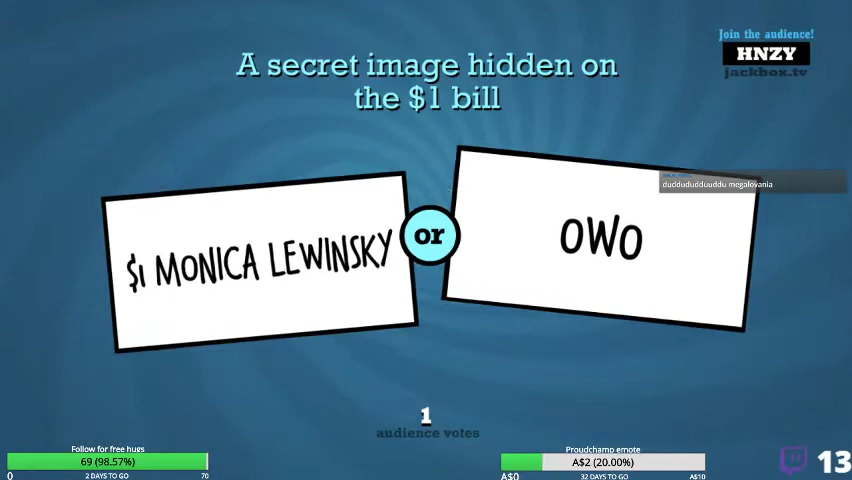 Join the audience!
HNZY
jackbox.tv
A secret image hidden on
the $1 bill
duddududduuddu megalovania
$1 MONICA LEWINSKY
or
OWO
1
audience votes
Follow for free hugs
69 (98.57%)
0
2 DAYS TO GO
70
Proudchamp emote
A$2 (20.00%)
A$0
32 DAYS TO GO
A$10
13